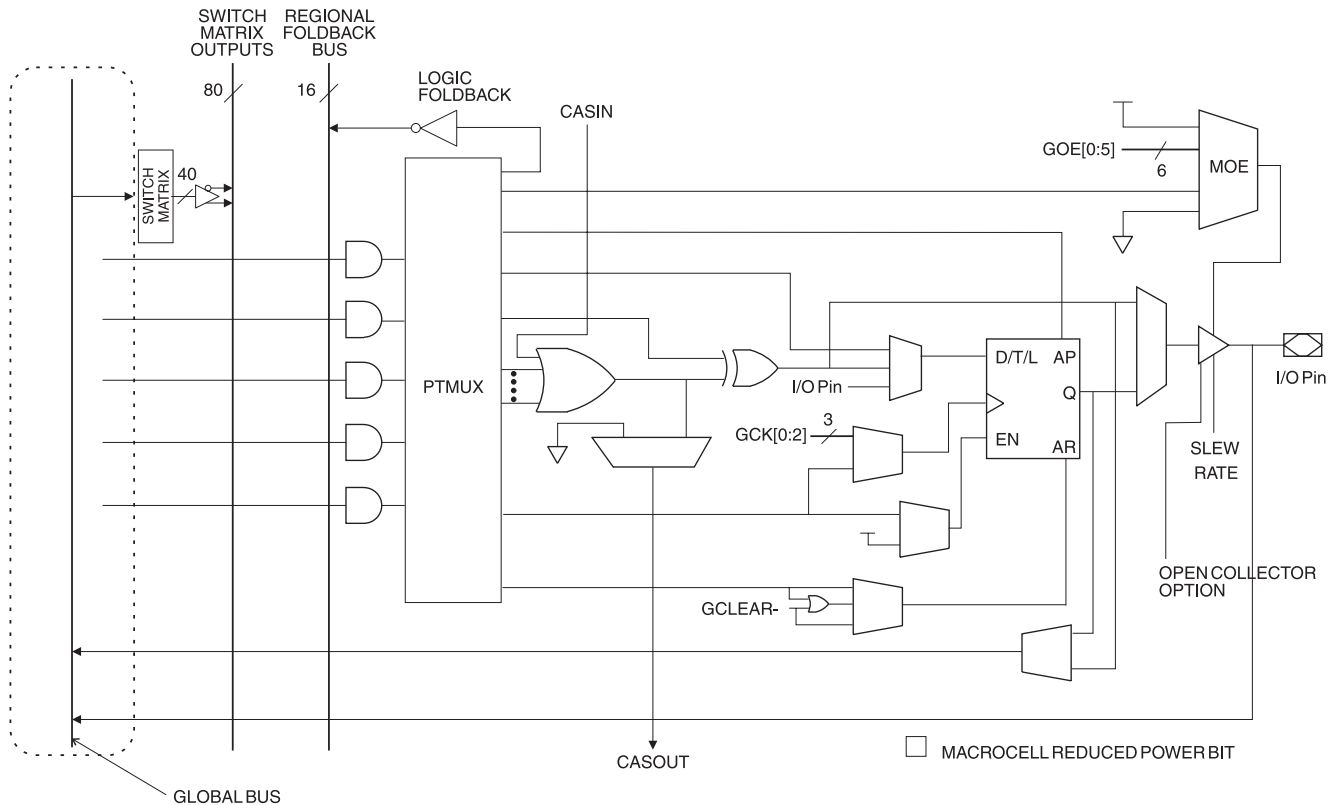 SWITCH
MATRIX
OUTPUTS
REGIONAL
FOLDBACK
BUS
80
16
LOGIC
FOLDBACK
CASIN
GOE[0:5]
6
MOE
SWITCH
MATRIX
40
PTMUX
D/T/L
AP
Q
EN
AR
I/O Pin
I/O Pin
GCK[0:2]
3
SLEW
RATE
OPEN COLLECTOR
OPTION
GCLEAR-
CASOUT
MACROCELL REDUCED POWER BIT
GLOBAL BUS